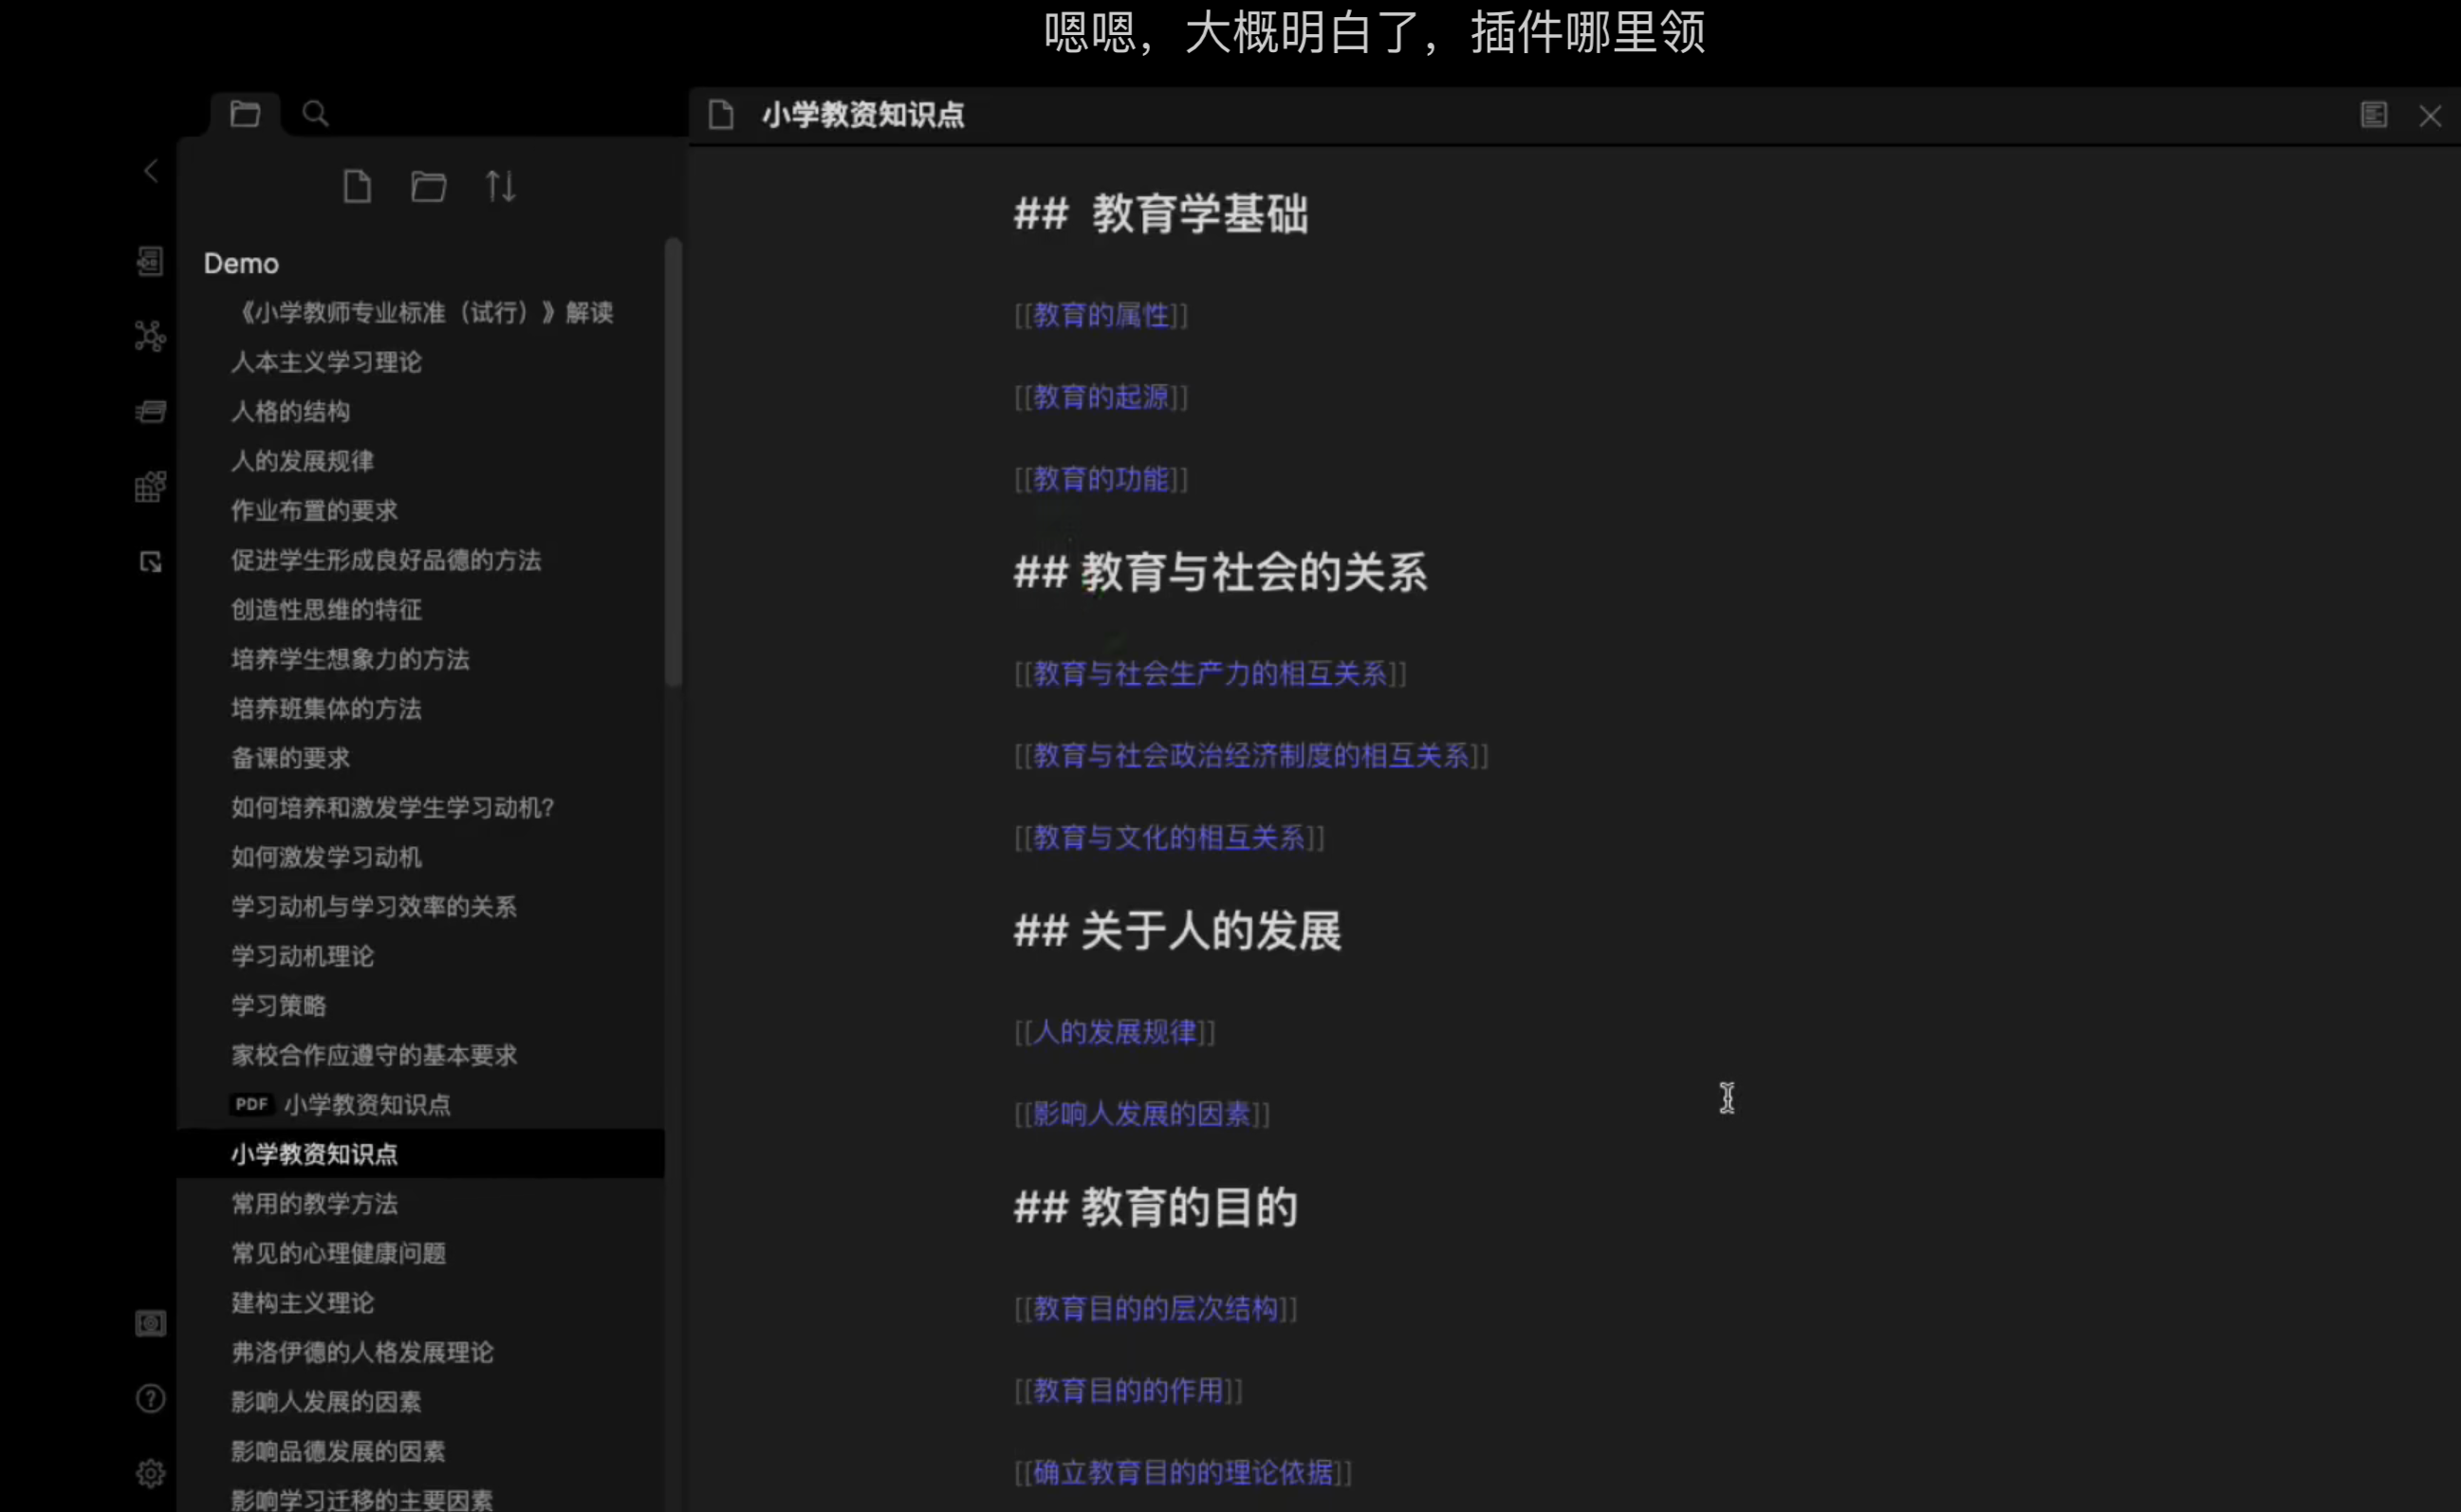 嗯嗯，大概明白了，插件哪里领
小学教资知识点
Demo
《小学教师专业标准（试行）》解读
人本主义学习理论
人格的结构
人的发展规律
作业布置的要求
促进学生形成良好品德的方法
创造性思维的特征
培养学生想象力的方法
培养班集体的方法
备课的要求
如何培养和激发学生学习动机?
如何激发学习动机
学习动机与学习效率的关系
学习动机理论
学习策略
家校合作应遵守的基本要求
PDF 小学教资知识点
小学教资知识点
常用的教学方法
常见的心理健康问题
建构主义理论
弗洛伊德的人格发展理论
影响人发展的因素
影响品德发展的因素
影响学习迁移的主要因素
## 教育学基础
[[教育的属性]]
[[教育的起源]]
[[教育的功能]]
## 教育与社会的关系
[[教育与社会生产力的相互关系]]
[[教育与社会政治经济制度的相互关系]]
[[教育与文化的相互关系]]
## 关于人的发展
[[人的发展规律]]
[[影响人发展的因素]]
## 教育的目的
[[教育目的的层次结构]]
[[教育目的的作用]]
[[确立教育目的的理论依据]]